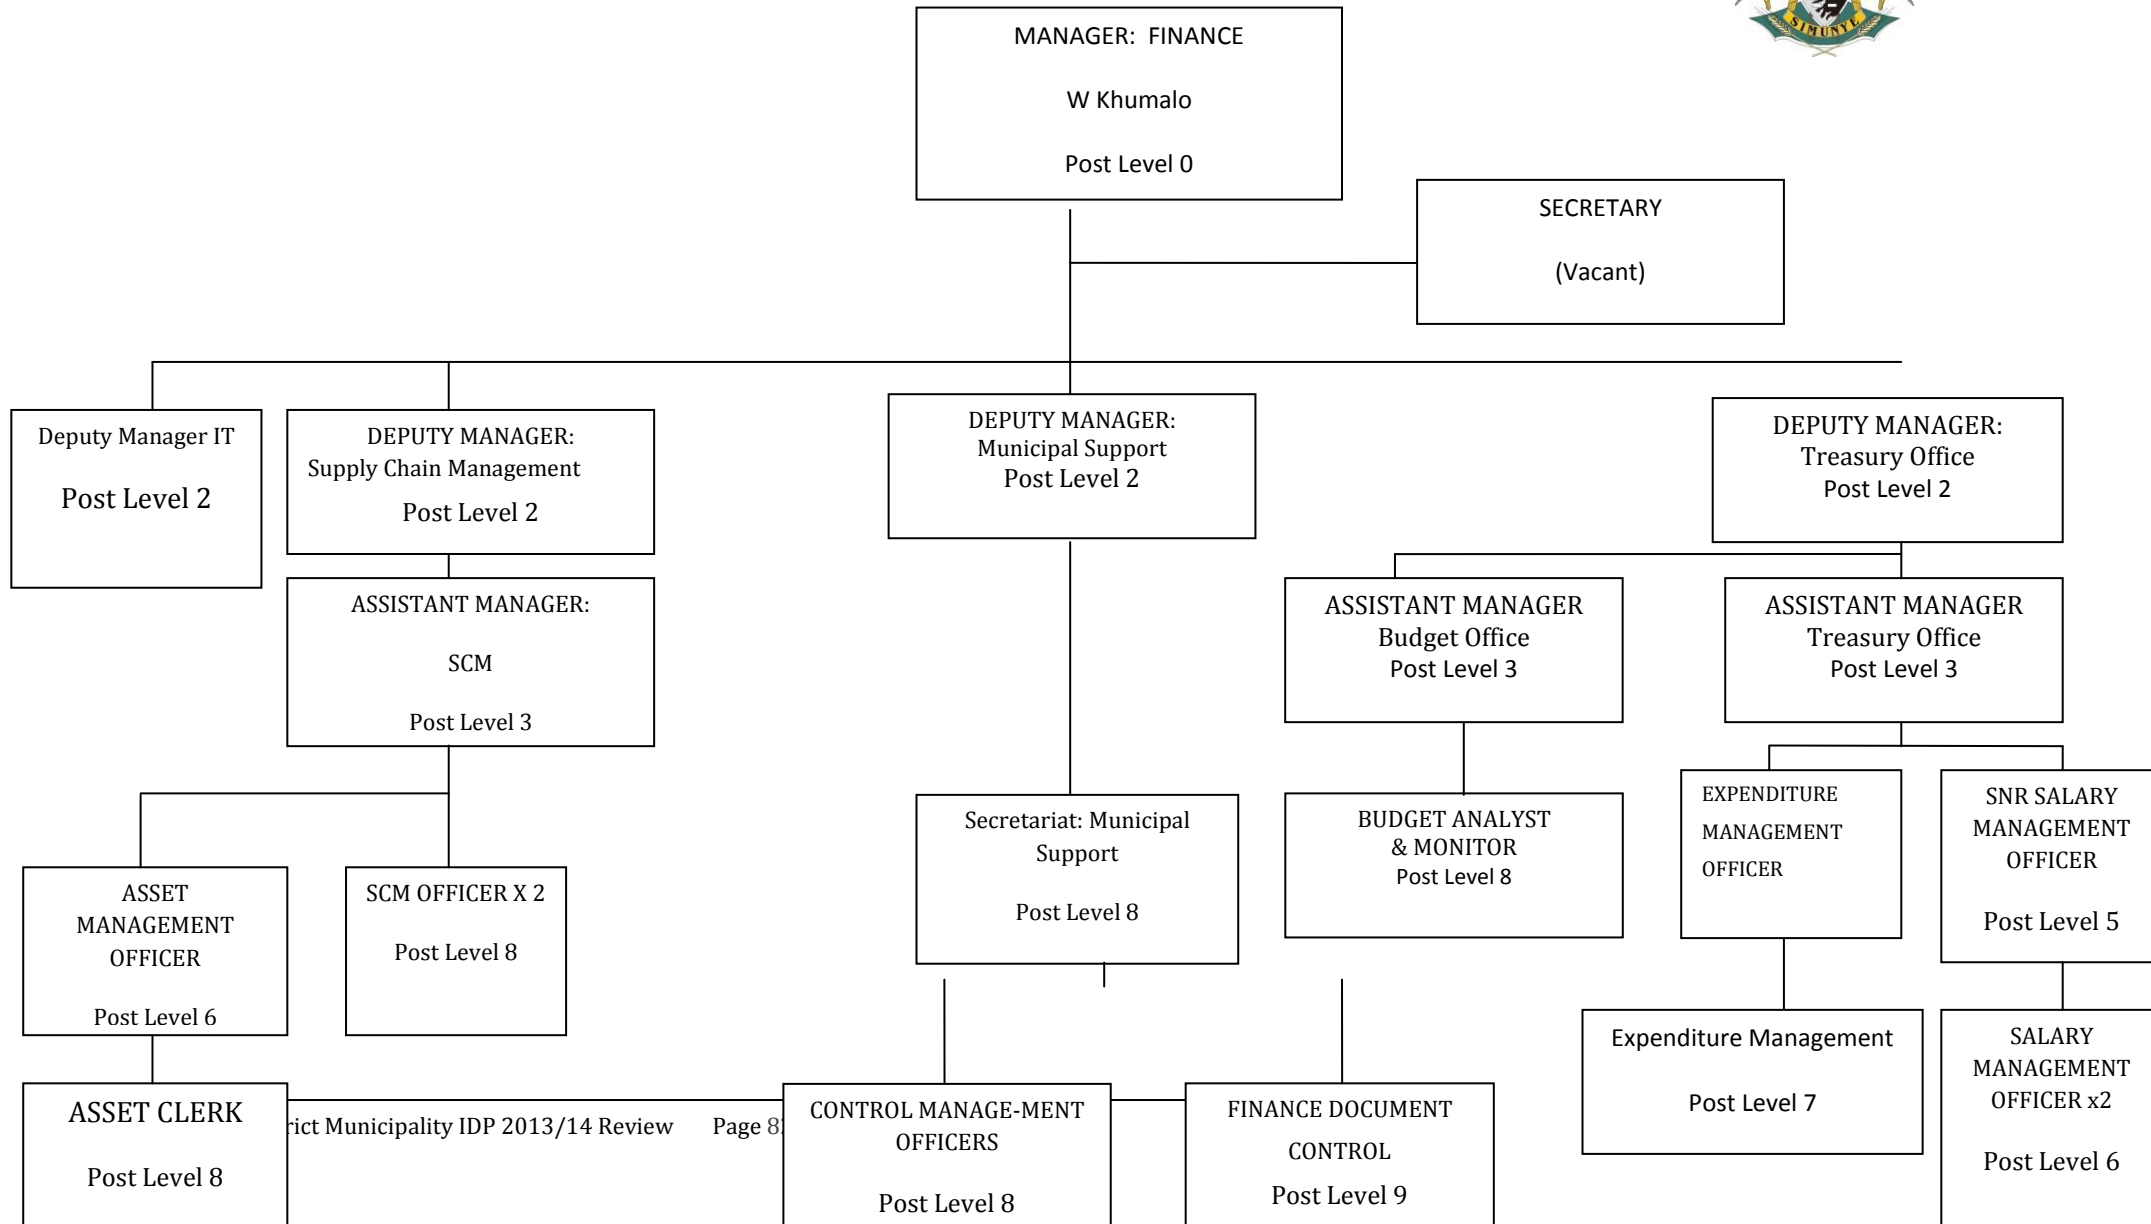 SIMUNYE
MANAGER: FINANCE
W Khumalo
Post Level 0
SECRETARY
(Vacant)
Deputy Manager IT
Post Level 2
DEPUTY MANAGER:
Supply Chain Management
Post Level 2
DEPUTY MANAGER:
Municipal Support
Post Level 2
DEPUTY MANAGER:
Treasury Office
Post Level 2
ASSISTANT MANAGER:
SCM
Post Level 3
ASSISTANT MANAGER
Budget Office
Post Level 3
ASSISTANT MANAGER
Treasury Office
Post Level 3
ASSET
MANAGEMENT
OFFICER
Post Level 6
SCM OFFICER X 2
Post Level 8
Secretariat: Municipal
Support
Post Level 8
BUDGET ANALYST
& MONITOR
Post Level 8
EXPENDITURE
MANAGEMENT
OFFICER
SNR SALARY
MANAGEMENT
OFFICER
Post Level 5
ASSET CLERK
Post Level 8
rict Municipality IDP 2013/14 Review Page 8
CONTROL MANAGE-MENT
OFFICERS
Post Level 8
FINANCE DOCUMENT
CONTROL
Post Level 9
Expenditure Management
Post Level 7
SALARY
MANAGEMENT
OFFICER x2
Post Level 6